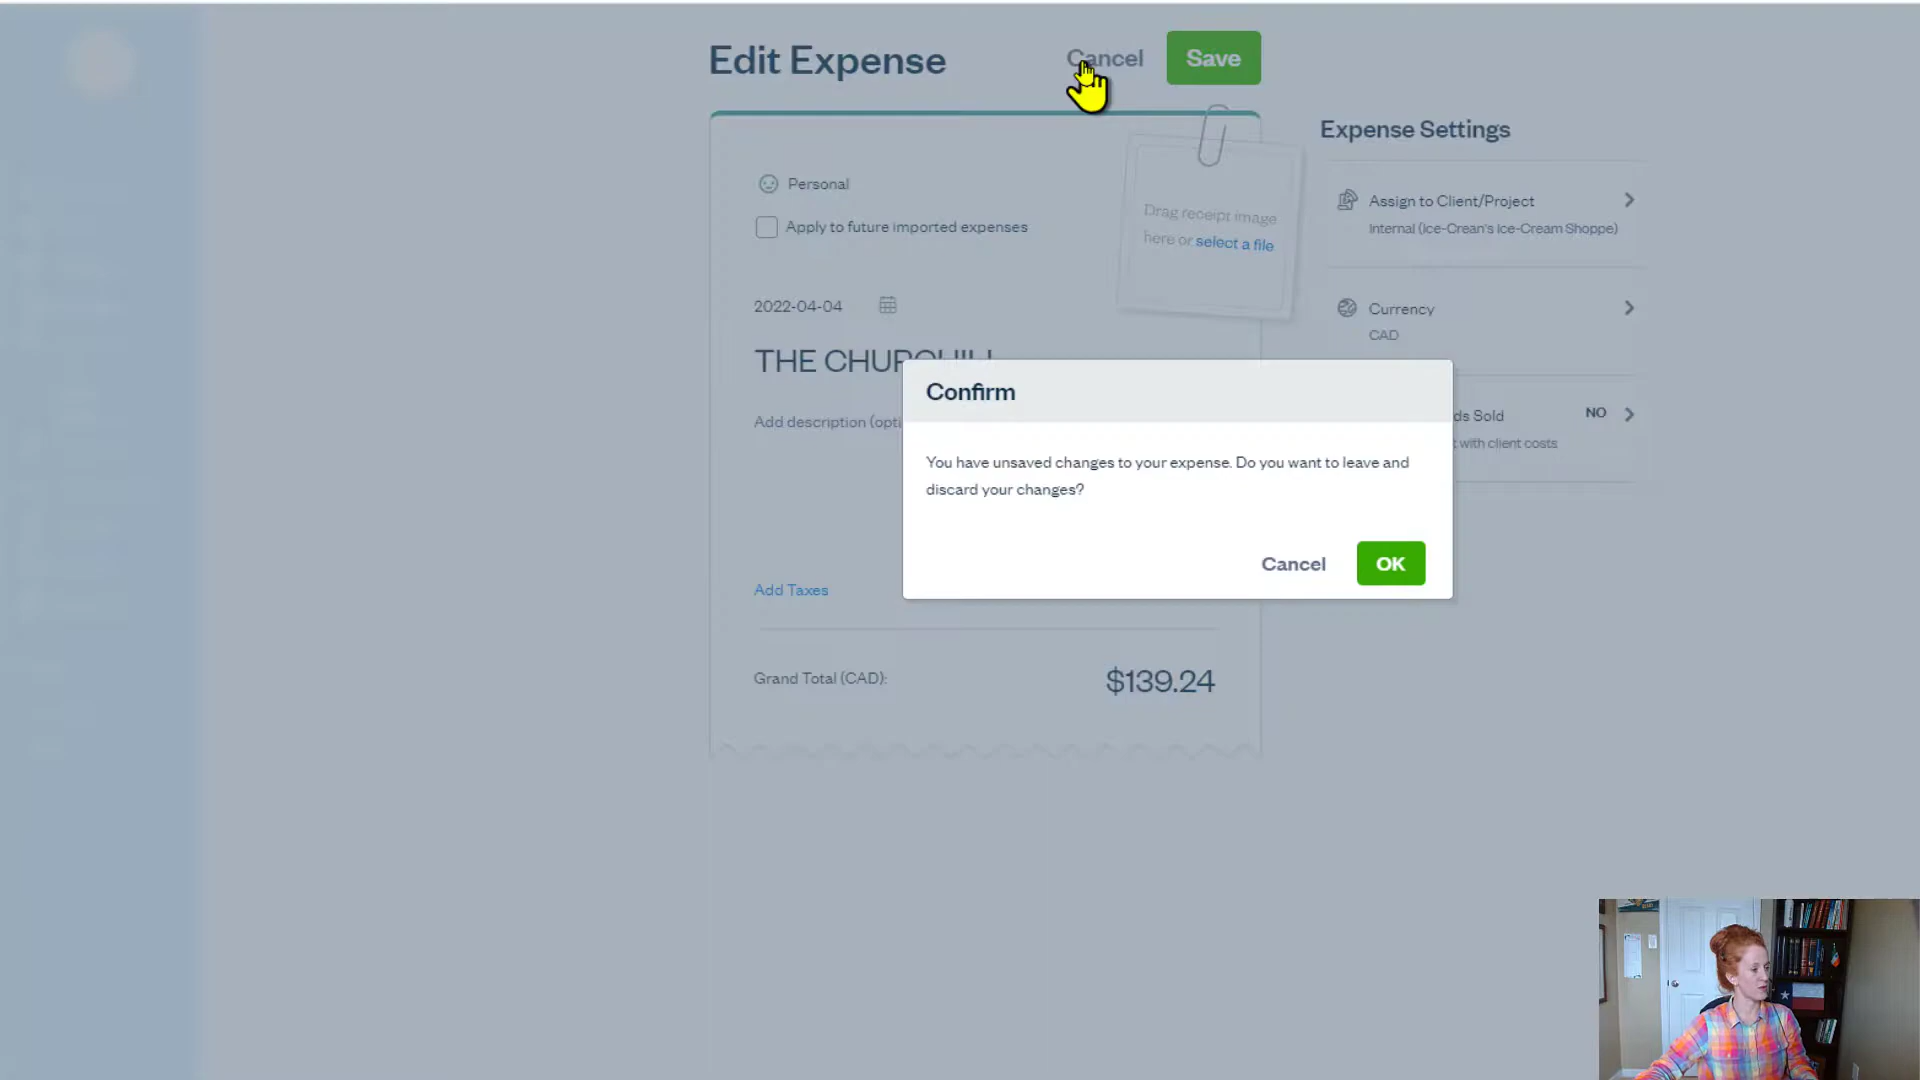 Edit Expense
Cancel
Save
Expense Settings
Personal
Apply to future imported expenses
Drag receipt image
here or select a file
Assign to Client/Project
Internal (Ice-Crean's Ice-Cream Shoppe)
2022-04-04
Currency
CAD
THE CHURCHILL
Add description (opti
Confirm
You have unsaved changes to your expense. Do you want to leave and
discard your changes?
Cancel
OK
ds Sold
NO
with client costs
Add Taxes
Grand Total (CAD):
$139.24